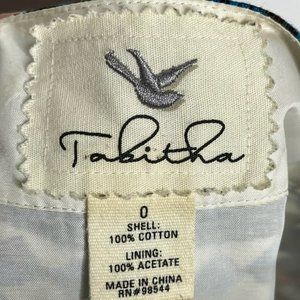 Tabitha
0
SHELL:
100% COTTON
LINING:
100% ACETATE
MADE IN CHINA
RN#98544